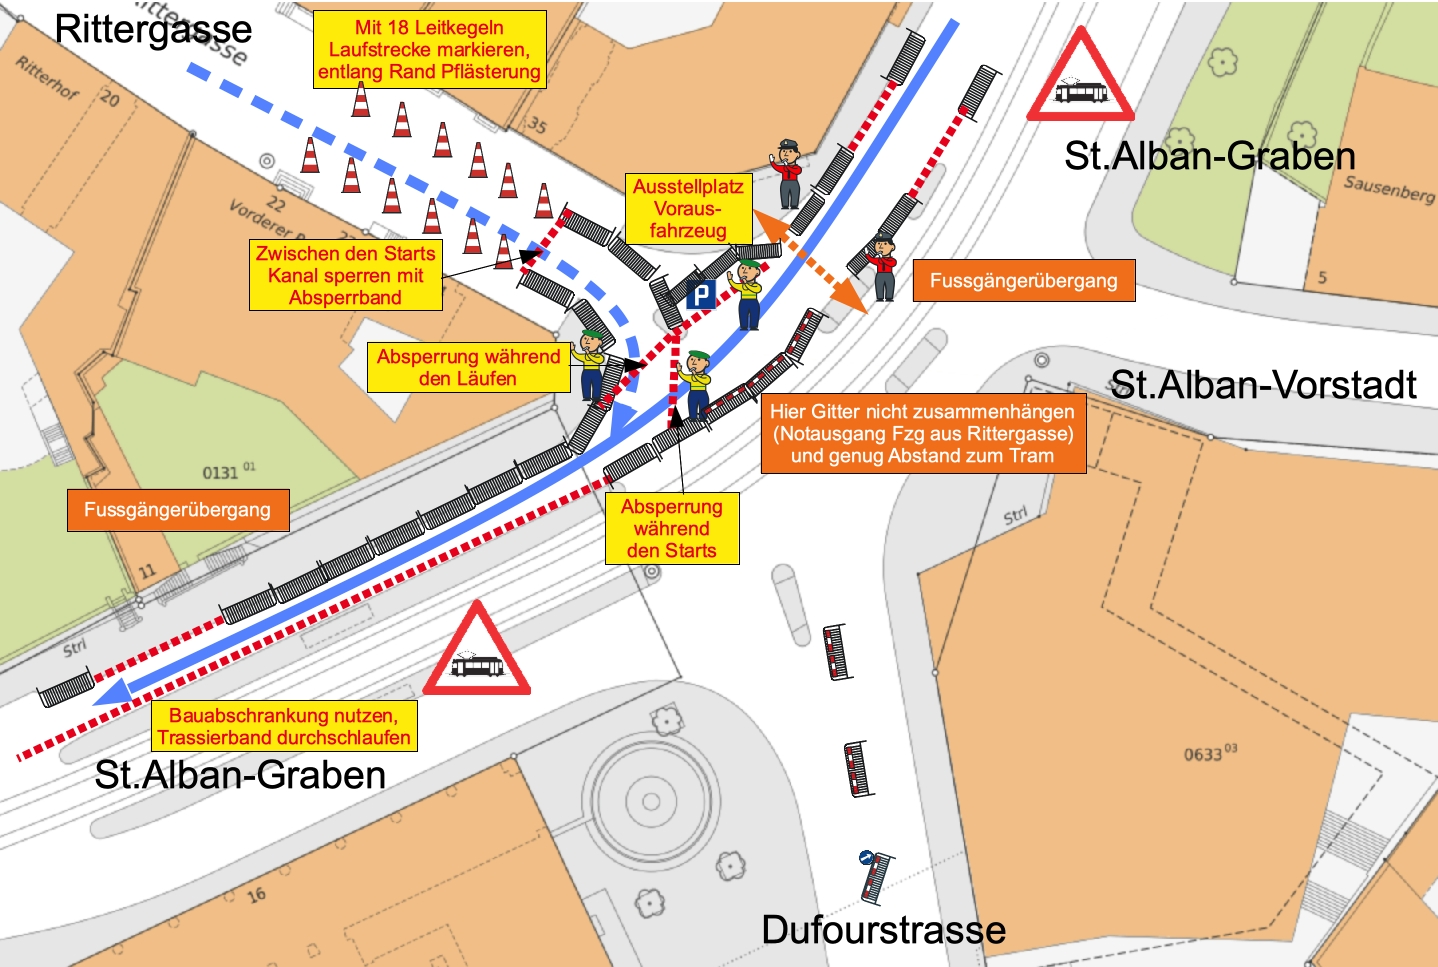 Rittergasse
Rittergasse
Mit 18 Leitkegeln
Laufstrecke markieren,
entlang Rand Pflästerung
Ritterhof
20
35
St.Alban-Graben
Ausstellplatz
Voraus-
fahrzeug
Sausenberg
22
Vorderer
Zwischen den Starts
Kanal sperren mit
Absperrband
Fussgängerübergang
5
P
Absperrung während
den Läufen
St.Alban-Vorstadt
Hier Gitter nicht zusammenhängen
(Notausgang Fzg aus Rittergasse)
und genug Abstand zum Tram
0131 01
Fussgängerübergang
Absperrung
während
den Starts
Strl
11
Strl
Bauabschrankung nutzen,
Trassierband durchschlaufen
St.Alban-Graben
0633 03
16
Dufourstrasse